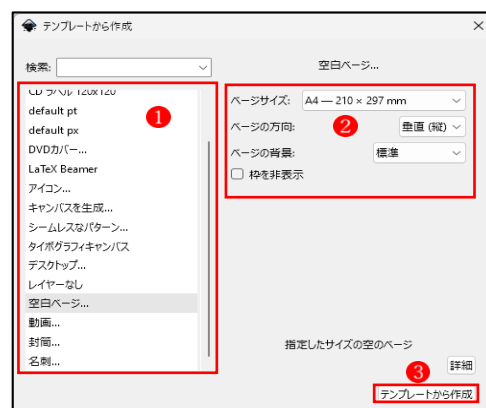 テンプレートから作成
検索:
CD ラベル 120x120
default pt
default px
DVDカバー...
LaTeX Beamer
アイコン...
キャンバスを生成...
シームレスなパターン...
タイポグラフィキャンバス
デスクトップ...
レイヤーなし
空白ページ...
動画...
封筒...
名刺...
1
空白ページ...
ページサイズ: A4 — 210 × 297 mm
ページの方向: 垂直 (縦)
2
ページの背景: 標準
枠を非表示
指定したサイズの空のページ
3
詳細
テンプレートから作成